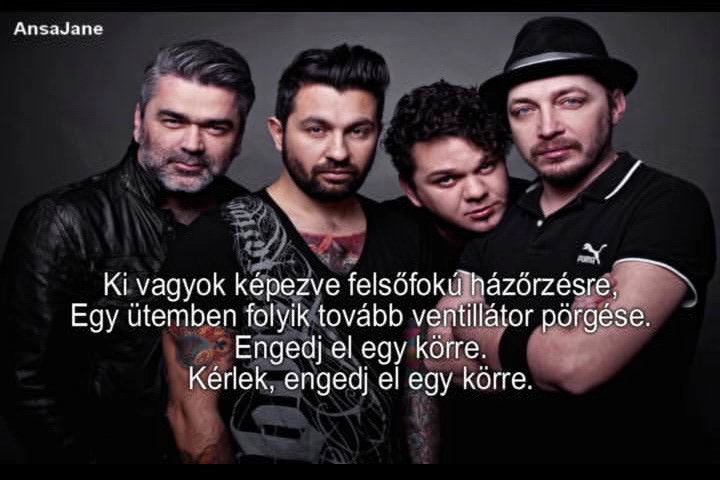 AnsaJane
PUMA
Ki vagyok képezve felsőfokú házőrzésre,
Egy ütemben folyik tovább ventillátor pörgése.
Engedj el egy körre.
Kérlek, engedj el egy körre.